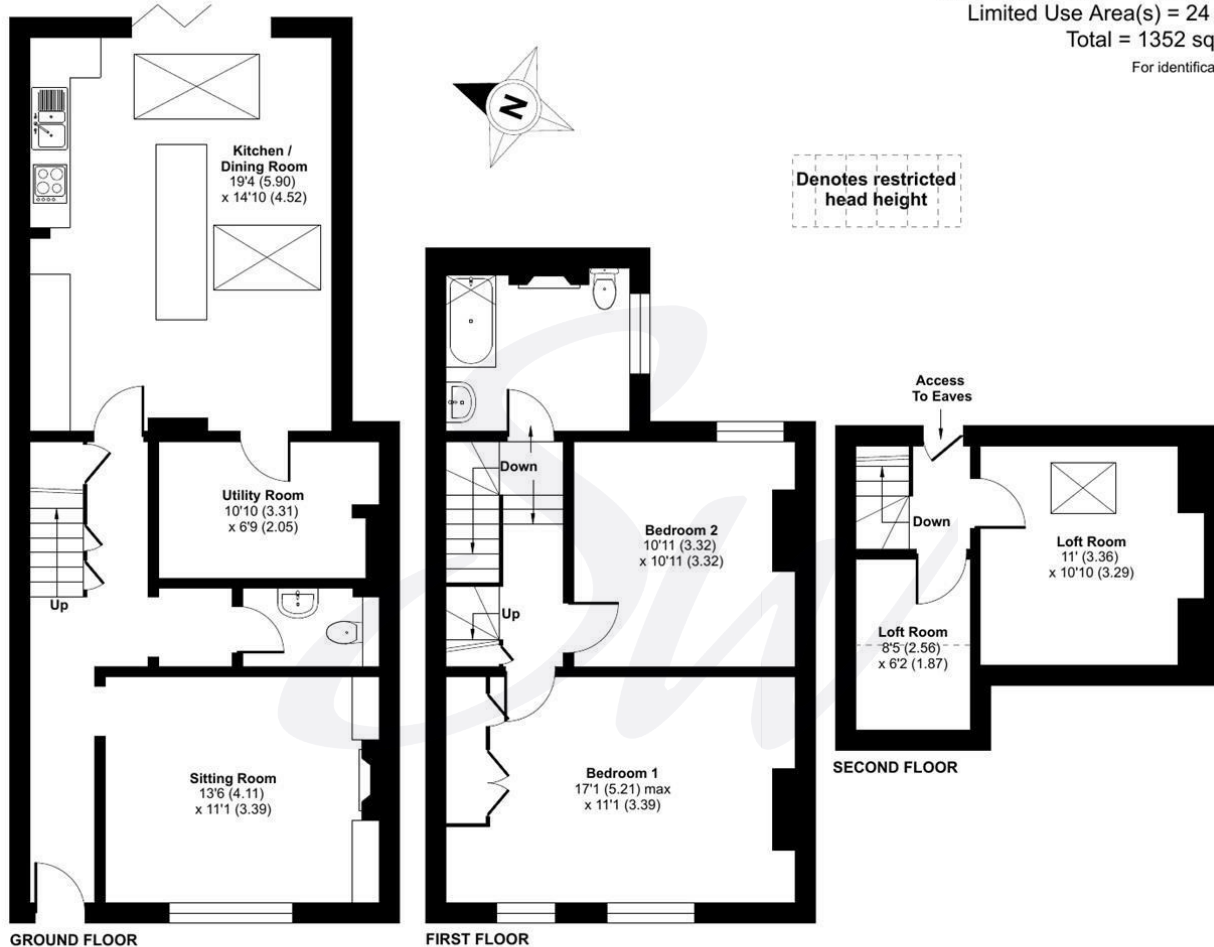 Limited Use Area(s) = 24
Total = 1352 sq
For identifica
N
Denotes restricted
head height
Kitchen /
Dining Room
19'4 (5.90)
x 14'10 (4.52)
Utility Room
10'10 (3.31)
x 6'9 (2.05)
Up
Sitting Room
13'6 (4.11)
x 11'1 (3.39)
GROUND FLOOR
Down
Bedroom 2
10'11 (3.32)
x 10'11 (3.32)
Up
Bedroom 1
17'1 (5.21) max
x 11'1 (3.39)
FIRST FLOOR
Access
To Eaves
Down
Loft Room
11' (3.36)
x 10'10 (3.29)
Loft Room
8'5 (2.56)
x 6'2 (1.87)
SECOND FLOOR
Sw